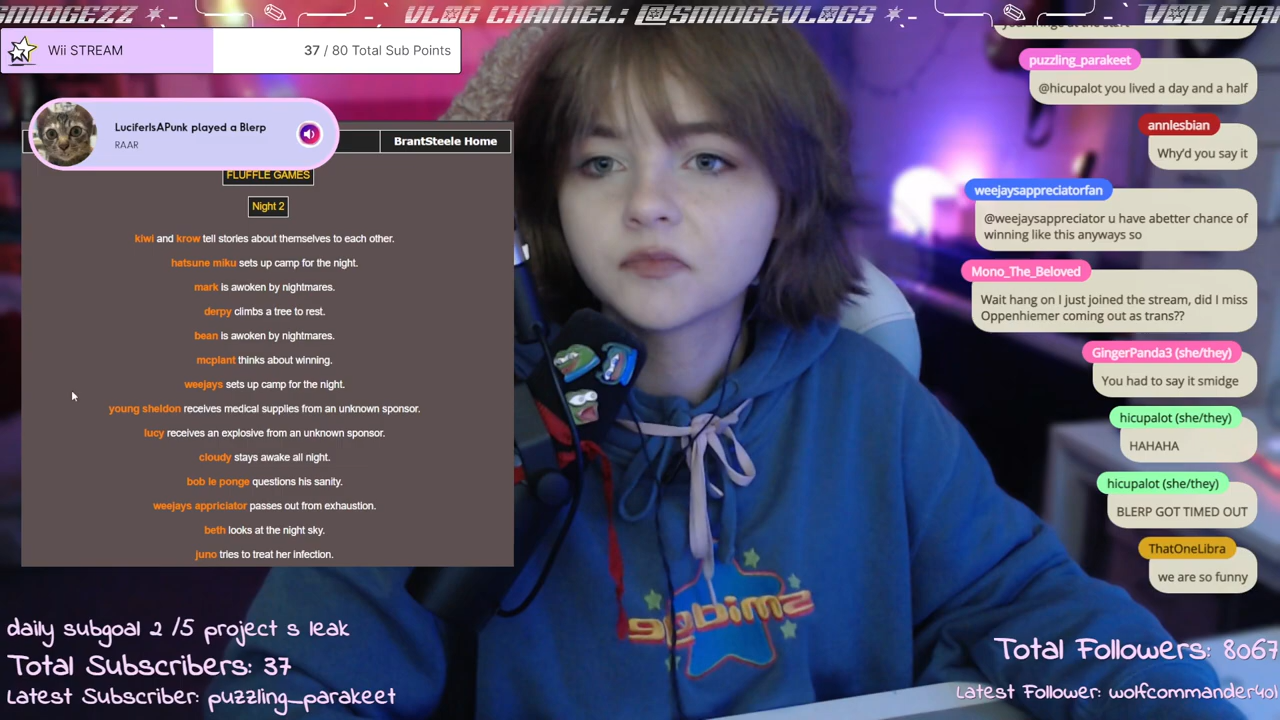 SMIDGEZZ
VLOG CHANNEL: @SMIDGEVLOGS
VOD CHA
Wii STREAM
37 / 80 Total Sub Points
LuciferIsAPunk played a Blerp
RAAR
BrantSteele Home
FLUFFLE GAMES
Night 2
kiwi and krow tell stories about themselves to each other.
hatsune miku sets up camp for the night.
mark is awoken by nightmares.
derpy climbs a tree to rest.
bean is awoken by nightmares.
mcplant thinks about winning.
weejays sets up camp for the night.
young sheldon receives medical supplies from an unknown sponsor.
lucy receives an explosive from an unknown sponsor.
cloudy stays awake all night.
bob le ponge questions his sanity.
weejays appriciator passes out from exhaustion.
beth looks at the night sky.
juno tries to treat her infection.
daily subgoal 2 /5 project s leak
Total Subscribers: 37
Latest Subscriber: puzzling_parakeet
smidge
puzzling_parakeet
@hicupalot you lived a day and a half
annlesbian
Why'd you say it
weejaysappreciatorfan
@weejaysappreciator u have abetter chance of
winning like this anyways so
Mono_The_Beloved
Wait hang on I just joined the stream, did I miss
Oppenhiemer coming out as trans??
GingerPanda3 (she/they)
You had to say it smidge
hicupalot (she/they)
HAHAHA
hicupalot (she/they)
BLERP GOT TIMED OUT
ThatOneLibra
we are so funny
Total Followers: 8067
Latest Follower: wolfcommander401